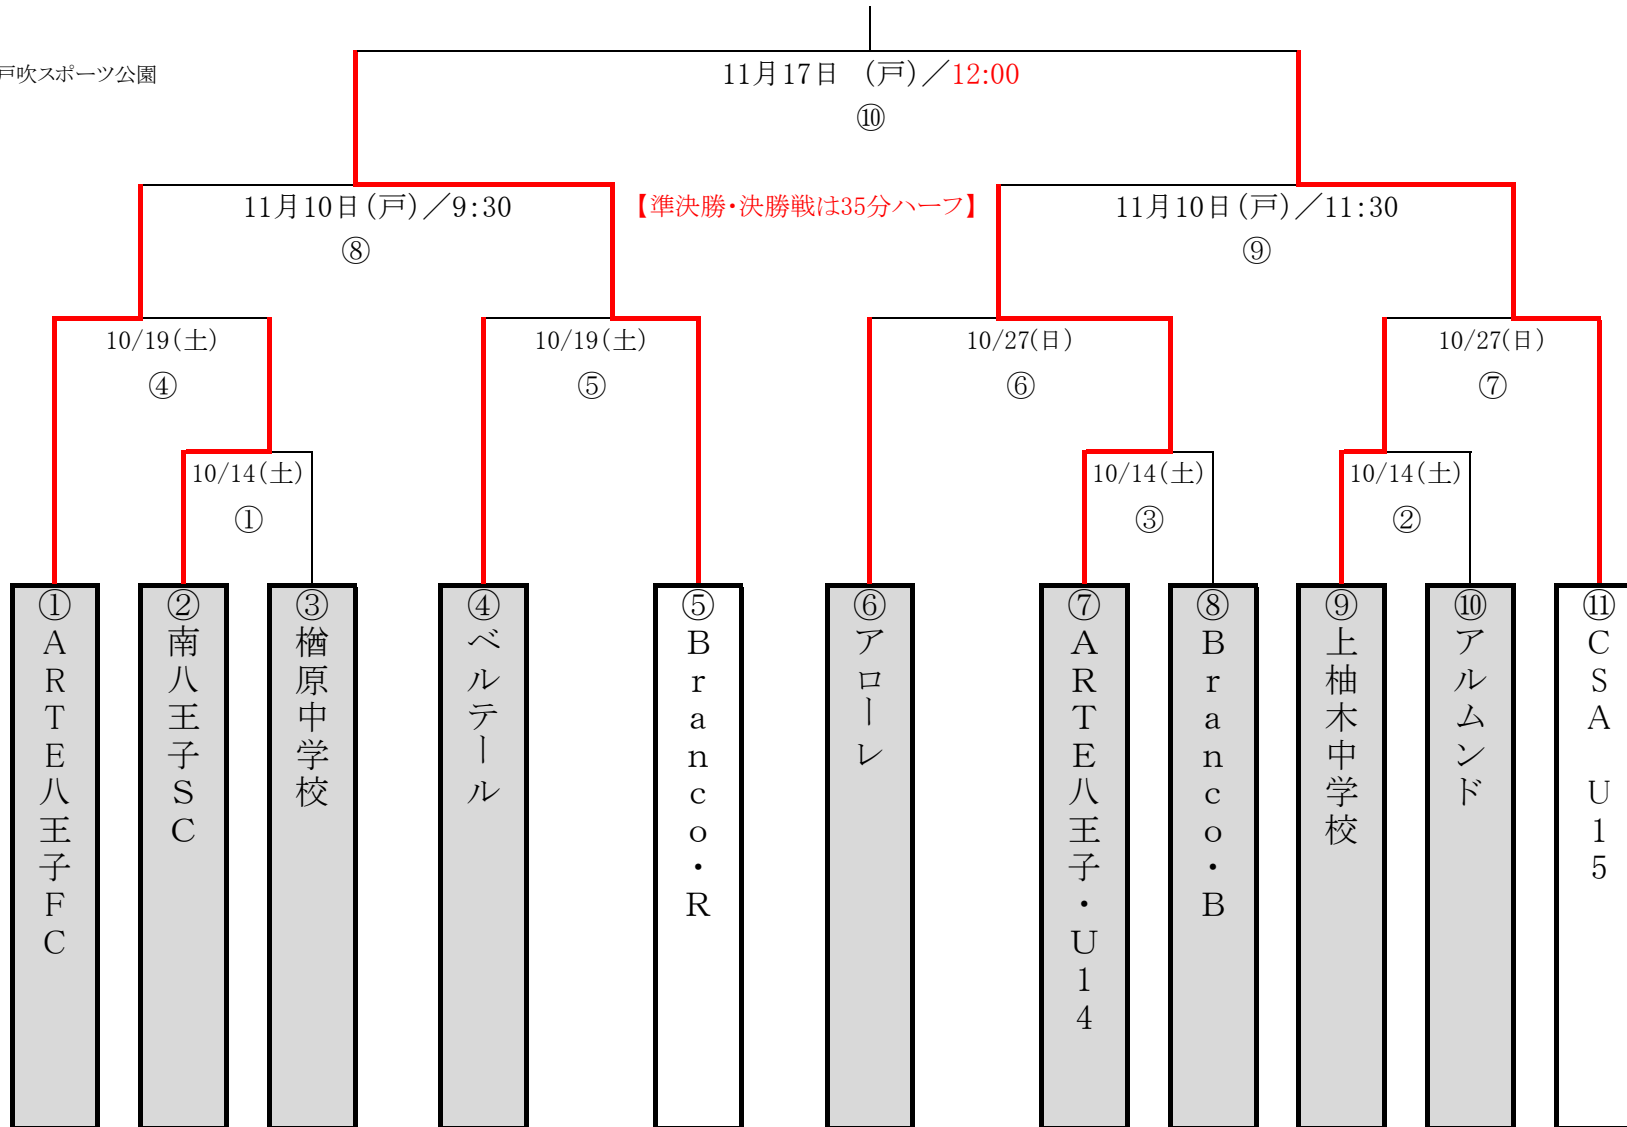 戸吹スポーツ公園
11月17日 (戸)／12:00
⑩
11月10日(戸)／9:30
【準決勝・決勝戦は35分ハーフ】
11月10日(戸)／11:30
⑧
⑨
10/19(土)
10/19(土)
10/27(日)
10/27(日)
④
⑤
⑥
⑦
10/14(土)
10/14(土)
10/14(土)
①
③
②
①ARTE八王子FC
②南八王子SC
③楢原中学校
④ベルテール
⑤Branco・R
⑥アローレ
⑦ARTE八王子・U14
⑧Branco・B
⑨上柚木中学校
⑩アルムンド
⑪CSA U15